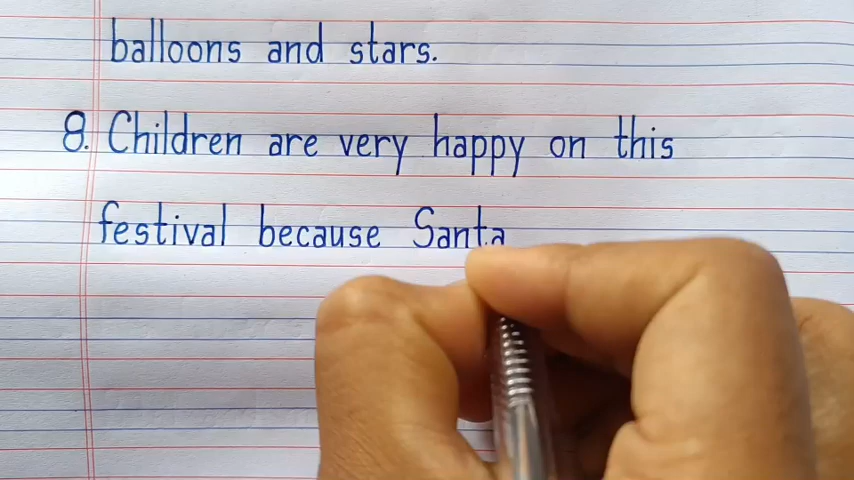 balloons and stars.
8. Children are very happy on this
festival because Santa